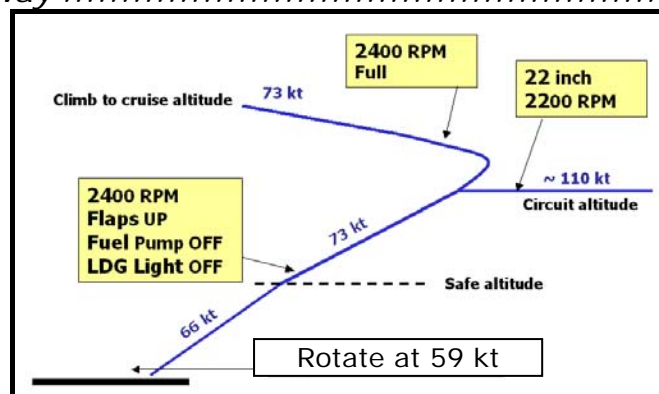 2400 RPM
Full
22 inch
2200 RPM
Climb to cruise altitude
73 kt
~ 110 kt
Circuit altitude
2400 RPM
Flaps UP
Fuel Pump OFF
LDG Light OFF
73 kt
Safe altitude
66 kt
Rotate at 59 kt